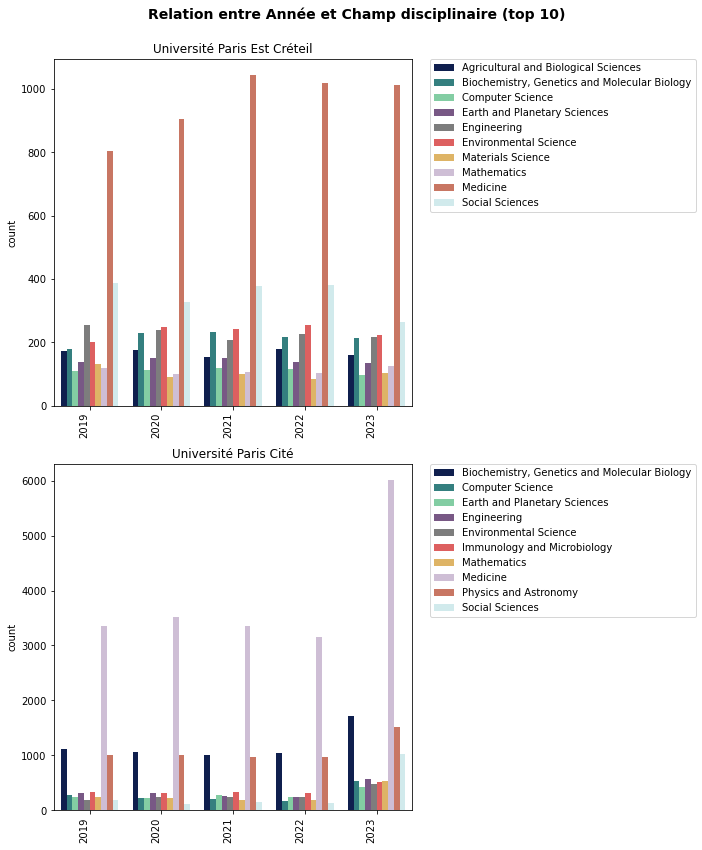 Relation entre Année et Champ disciplinaire (top 10)
Université Paris Est Créteil
count
0
200
400
600
800
1000
2019
2020
2021
2022
2023
Agricultural and Biological Sciences
Biochemistry, Genetics and Molecular Biology
Computer Science
Earth and Planetary Sciences
Engineering
Environmental Science
Materials Science
Mathematics
Medicine
Social Sciences
Université Paris Cité
count
0
1000
2000
3000
4000
5000
6000
2019
2020
2021
2022
2023
Biochemistry, Genetics and Molecular Biology
Computer Science
Earth and Planetary Sciences
Engineering
Environmental Science
Immunology and Microbiology
Mathematics
Medicine
Physics and Astronomy
Social Sciences